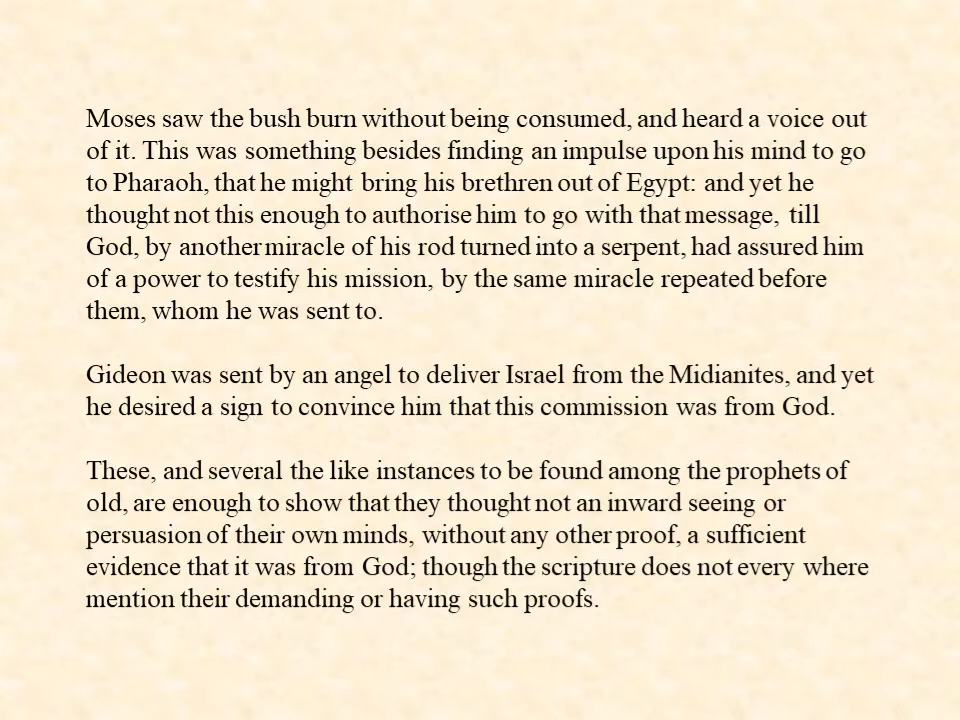 Moses saw the bush burn without being consumed, and heard a voice out
of it. This was something besides finding an impulse upon his mind to go
to Pharaoh, that he might bring his brethren out of Egypt: and yet he
thought not this enough to authorise him to go with that message, till
God, by another miracle of his rod turned into a serpent, had assured him
of a power to testify his mission, by the same miracle repeated before
them, whom he was sent to.
Gideon was sent by an angel to deliver Israel from the Midianites, and yet
he desired a sign to convince him that this commission was from God.
These, and several the like instances to be found among the prophets of
old, are enough to show that they thought not an inward seeing or
persuasion of their own minds, without any other proof, a sufficient
evidence that it was from God; though the scripture does not every where
mention their demanding or having such proofs.